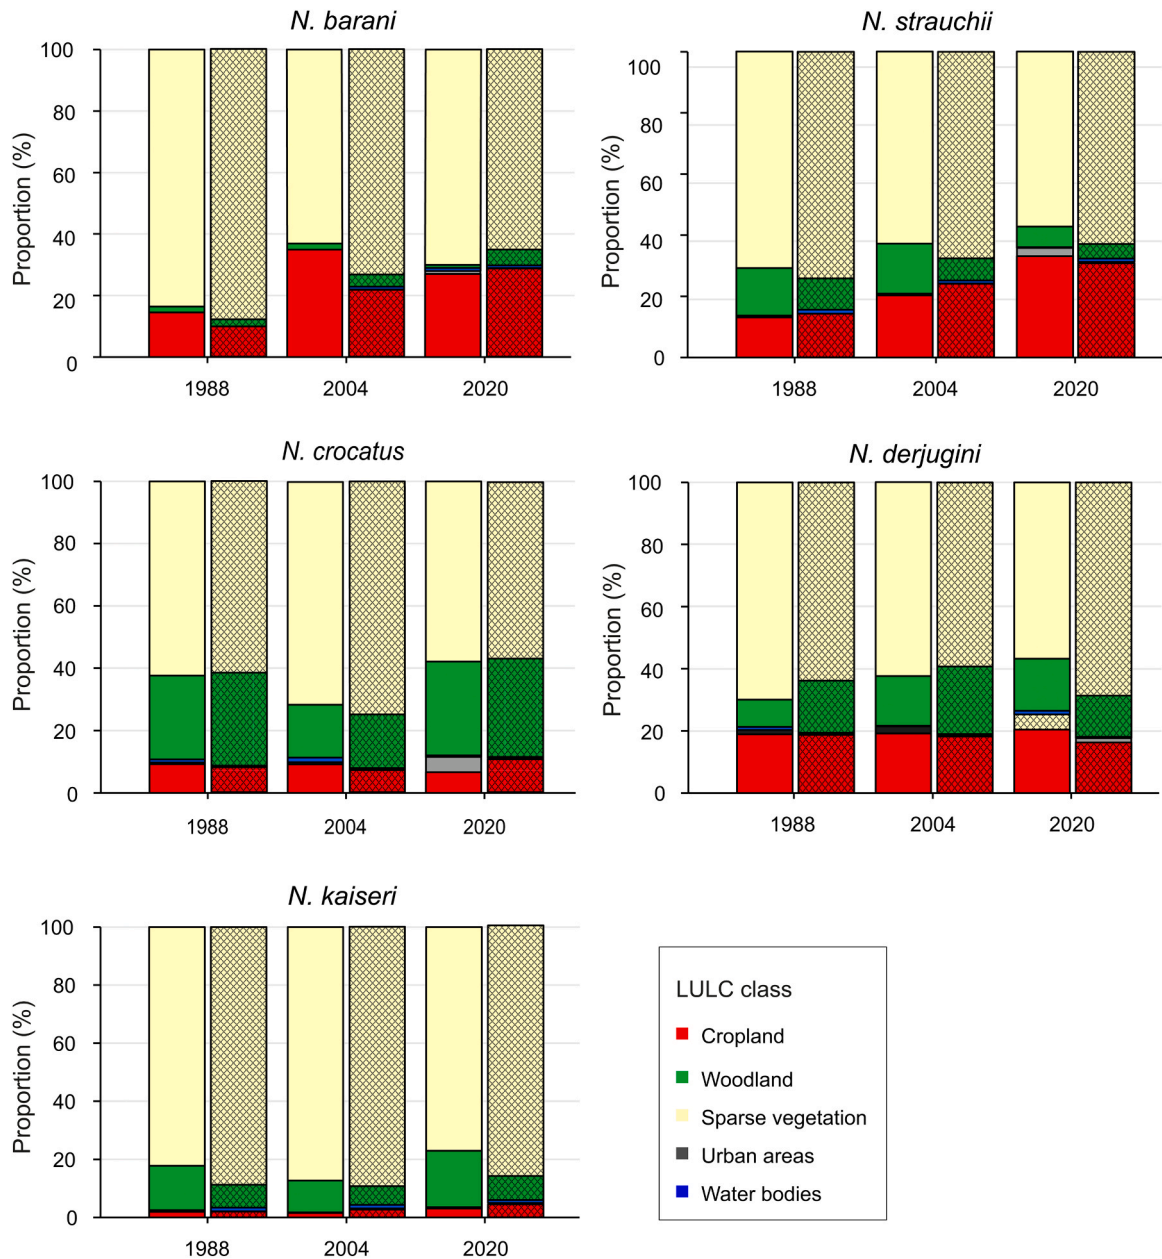 N. barani
Proportion (%)
100
80
60
40
20
0
1988
2004
2020
N. strauchii
Proportion (%)
100
80
60
40
20
0
1988
2004
2020
N. crocatus
Proportion (%)
100
80
60
40
20
0
1988
2004
2020
N. derjugini
Proportion (%)
100
80
60
40
20
0
1988
2004
2020
N. kaiseri
Proportion (%)
100
80
60
40
20
0
1988
2004
2020
LULC class
Cropland
Woodland
Sparse vegetation
Urban areas
Water bodies